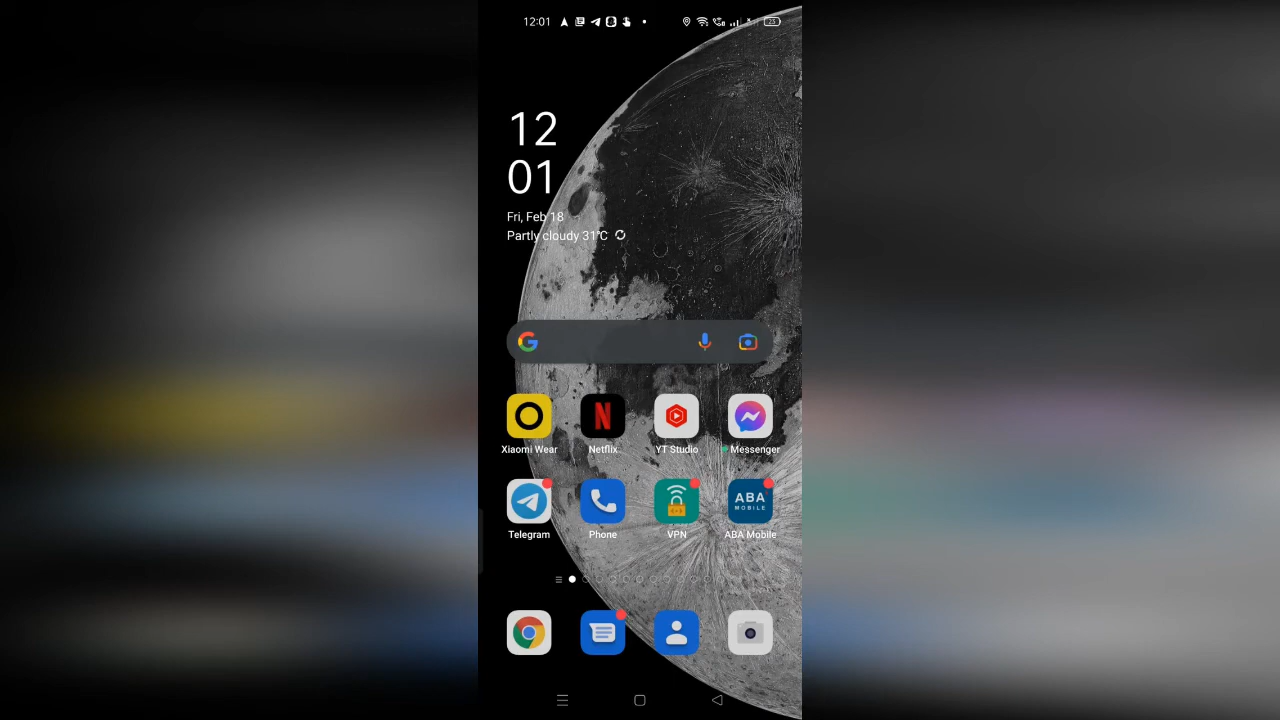 12:01
23
12
01
Fri, Feb 18
Partly cloudy 31°C
Xiaomi Wear
Netflix
YT Studio
Messenger
ABA
MOBILE
Telegram
Phone
VPN
ABA Mobile